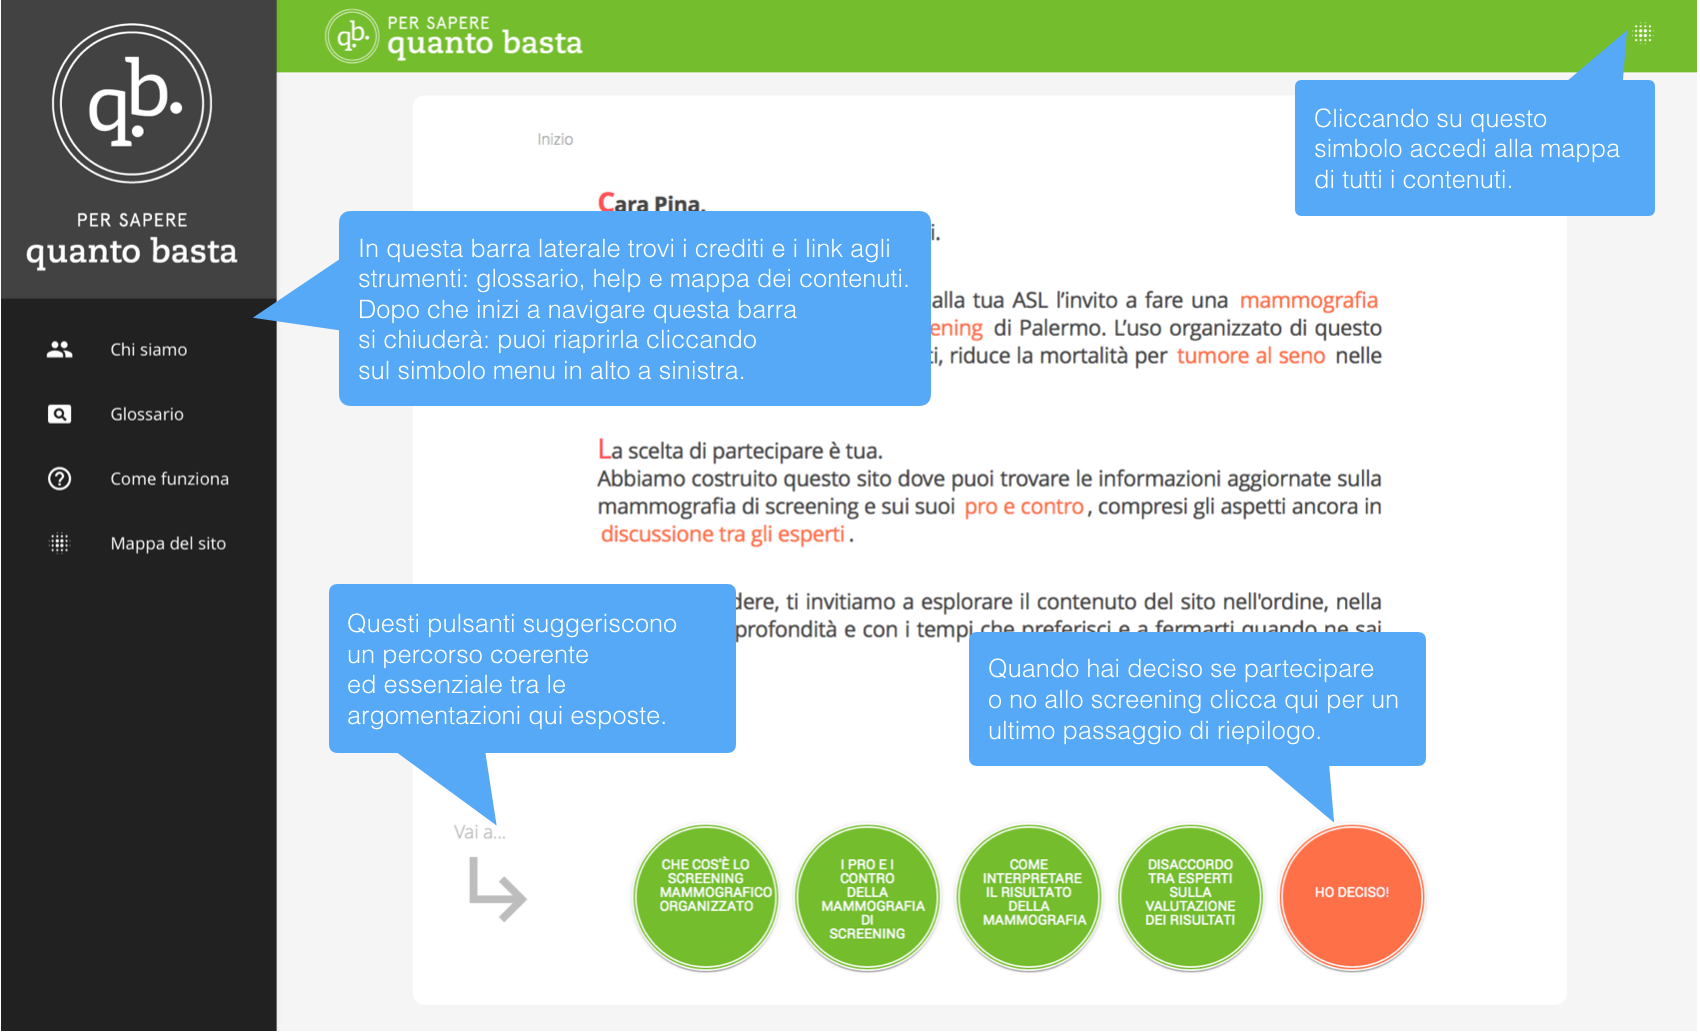 qb.
PER SAPERE
quanto basta
Chi siamo
Glossario
Come funziona
Mappa del sito
qb.
PER SAPERE
quanto basta
Cliccando su questo
simbolo accedi alla mappa
di tutti i contenuti.
Inizio
Cara Pina,
i.
In questa barra laterale trovi i crediti e i link agli
strumenti: glossario, help e mappa dei contenuti.
Dopo che inizi a navigare questa barra
si chiuderà: puoi riaprirla cliccando
sul simbolo menu in alto a sinistra.
alla tua ASL l’invito a fare una mammografia
ening di Palermo. L’uso organizzato di questo
ti, riduce la mortalità per tumore al seno nelle
La scelta di partecipare è tua.
Abbiamo costruito questo sito dove puoi trovare le informazioni aggiornate sulla
mammografia di screening e sui suoi pro e contro, compresi gli aspetti ancora in
discussione tra gli esperti.
dere, ti invitiamo a esplorare il contenuto del sito nell'ordine, nella
profondità e con i tempi che preferisci e a fermarti quando ne sai
Questi pulsanti suggeriscono
un percorso coerente
ed essenziale tra le
argomentazioni qui esposte.
Quando hai deciso se partecipare
o no allo screening clicca qui per un
ultimo passaggio di riepilogo.
Vai a...
CHE COS'È LO
SCREENING
MAMMOGRAFICO
ORGANIZZATO
I PRO E I
CONTRO
DELLA
MAMMOGRAFIA
DI
SCREENING
COME
INTERPRETARE
IL RISULTATO
DELLA
MAMMOGRAFIA
DISACCORDO
TRA ESPERTI
SULLA
VALUTAZIONE
DEI RISULTATI
HO DECISO!